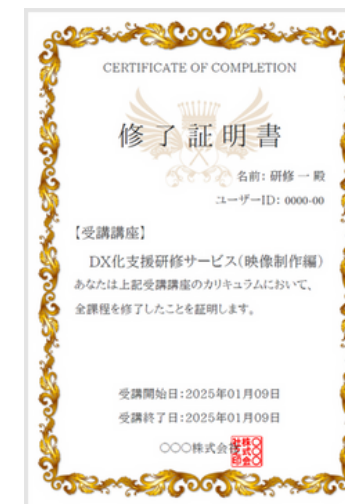 CERTIFICATE OF COMPLETION
修了証明書
名前: 研修 一 殿
ユーザーID: 0000-00
【受講講座】
DX化支援研修サービス(映像制作編)
あなたは上記受講講座のカリキュラムにおいて、
全課程を修了したことを証明します。
受講開始日:2025年01月09日
受講終了日:2025年01月09日
〇〇〇株式会社